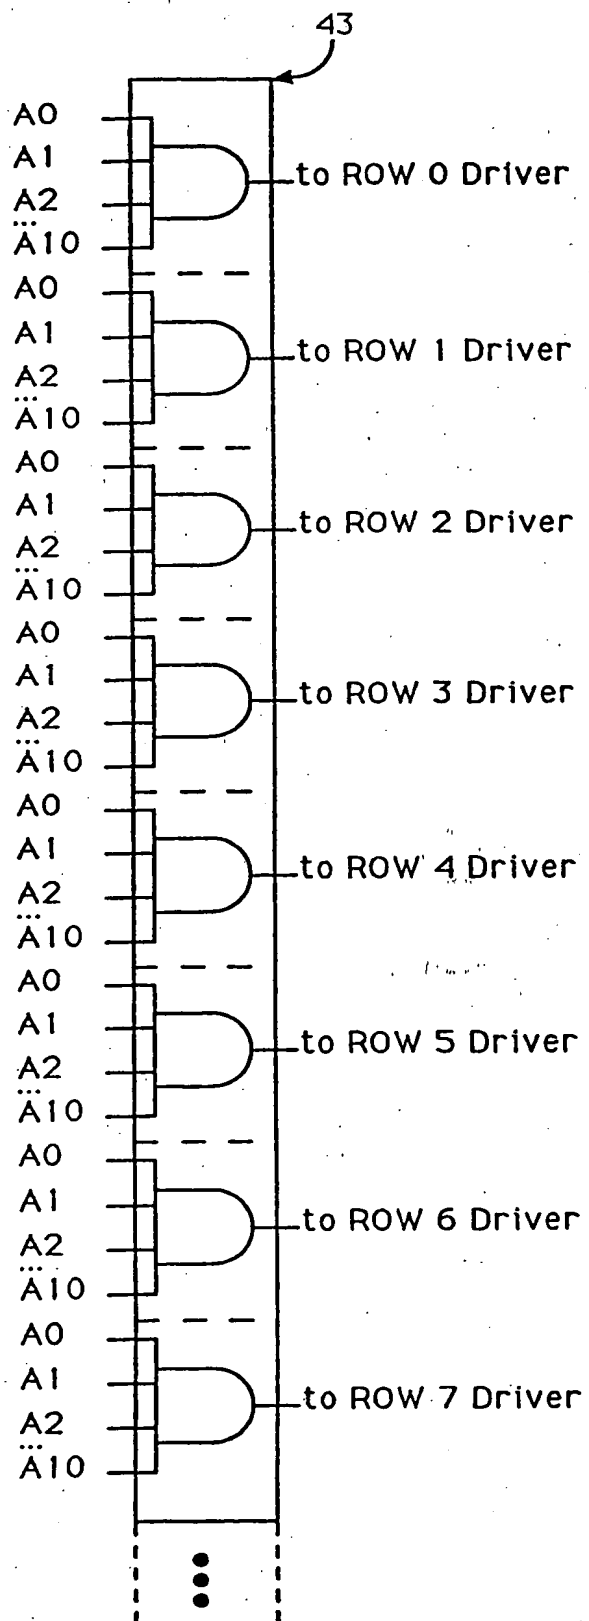 43
A0
A1
to ROW 0 Driver
A2
...
A10
A0
A1
to ROW 1 Driver
A2
...
A10
A0
A1
to ROW 2 Driver
A2
...
A10
A0
A1
to ROW 3 Driver
A2
...
A10
A0
A1
to ROW 4 Driver
A2
...
A10
A0
A1
to ROW 5 Driver
A2
...
A10
A0
A1
to ROW 6 Driver
A2
...
A10
A0
A1
to ROW 7 Driver
A2
...
A10